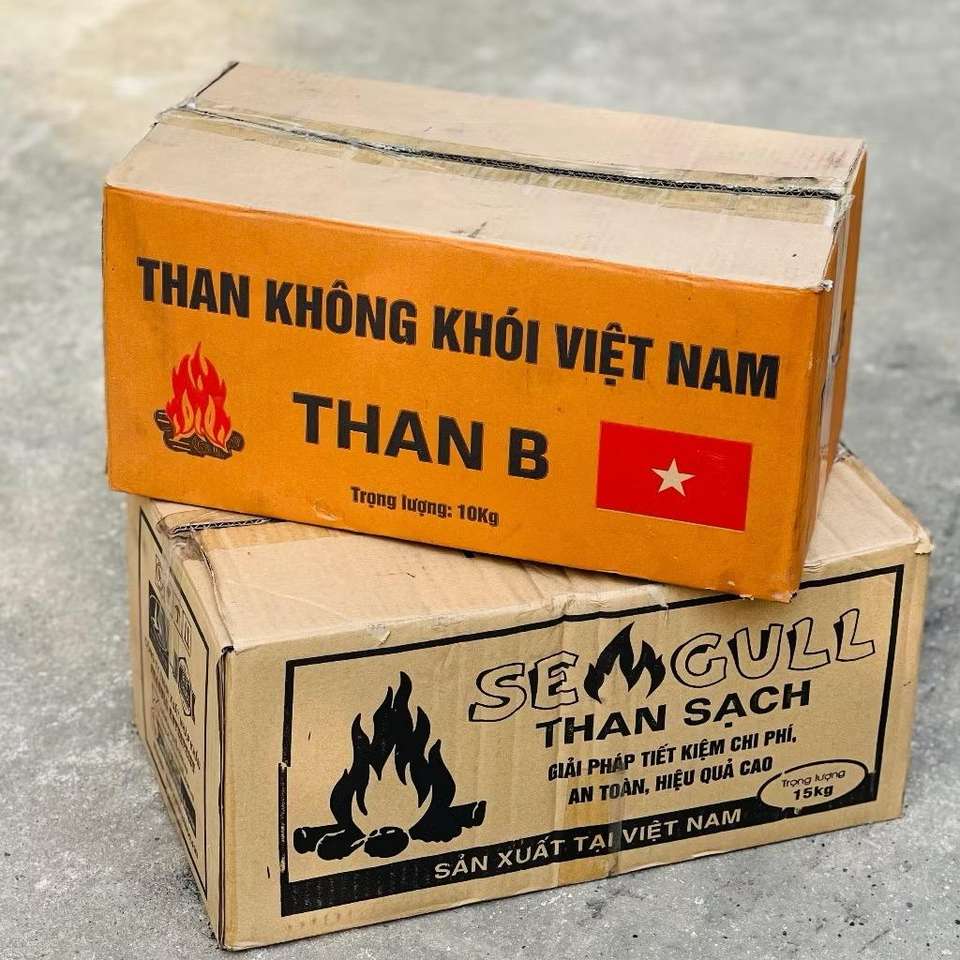 THAN KHÔNG KHÓI VIỆT NAM
THAN B
Trọng lượng: 10Kg
SEAGULL
THAN SẠCH
GIẢI PHÁP TIẾT KIỆM CHI PHÍ,
AN TOÀN, HIỆU QUẢ CAO
Trọng lượng
15kg
SẢN XUẤT TẠI VIỆT NAM